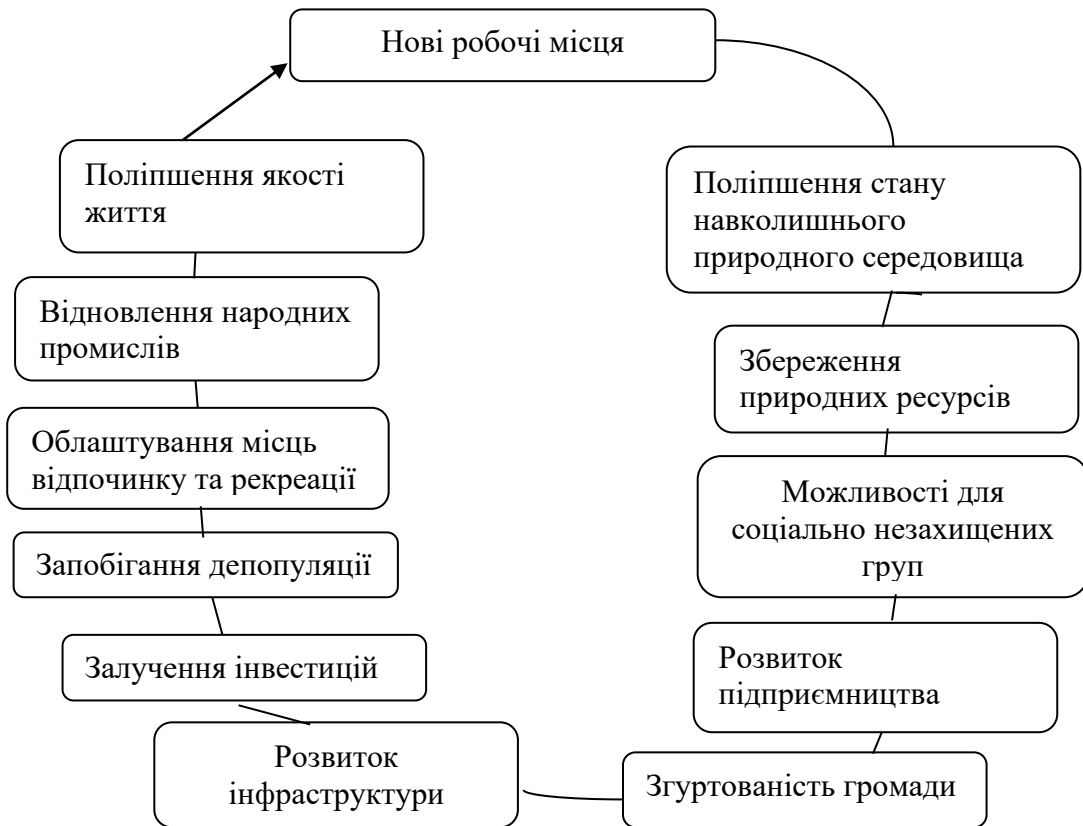 Нові робочі місця
Поліпшення якості
життя
Поліпшення стану
навколишнього
природного середовища
Відновлення народних
промислів
Збереження
природних ресурсів
Облаштування місць
відпочинку та рекреації
Можливості для
соціально незахищених
груп
Запобігання депопуляції
Залучення інвестицій
Розвиток
підприємництва
Розвиток
інфраструктури
Згуртованість громади